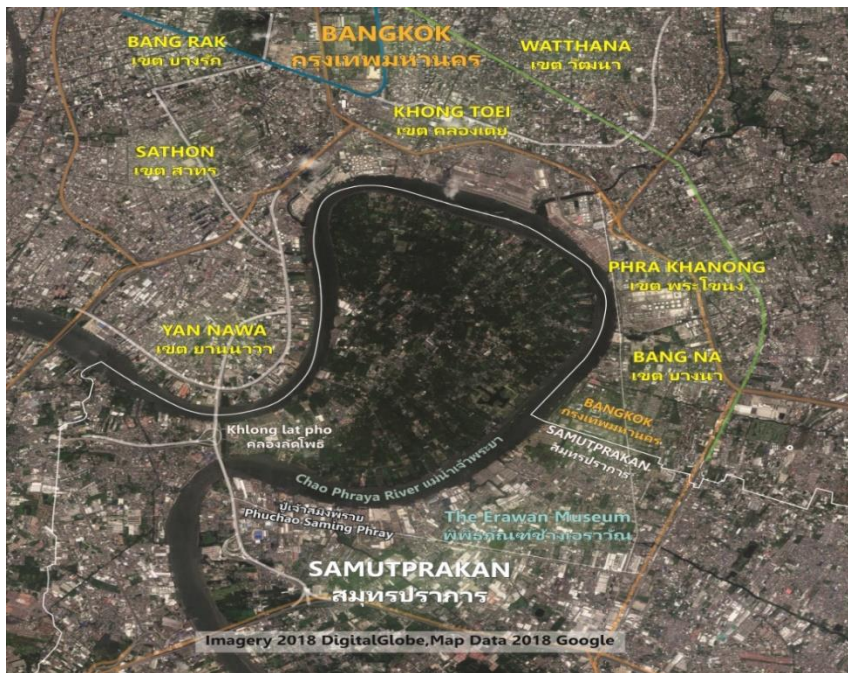 BANG RAK
เขต บางรัก
BANGKOK
กรุงเทพมหานคร
WATTHANA
เขต วัฒนา
KHONG TOEI
เขต คลองเตย
SATHON
เขต สาทร
PHRA KHANONG
เขต พระโขนง
YAN NAWA
เขต ยานนาวา
BANG NA
เขต บางนา
BANGKOK
กรุงเทพมหานคร
SAMUTPRAKAN
สมุทรปราการ
Khlong lat pho
คลองลัดโพธิ์
Chao Phraya River แม่น้ำเจ้าพระยา
ปู่เจ้าสมิงพราย
Phuchao Saming Phray
The Erawan Museum
พิพิธภัณฑ์ช้างเอราวัณ
SAMUTPRAKAN
สมุทรปราการ
Imagery 2018 DigitalGlobe,Map Data 2018 Google